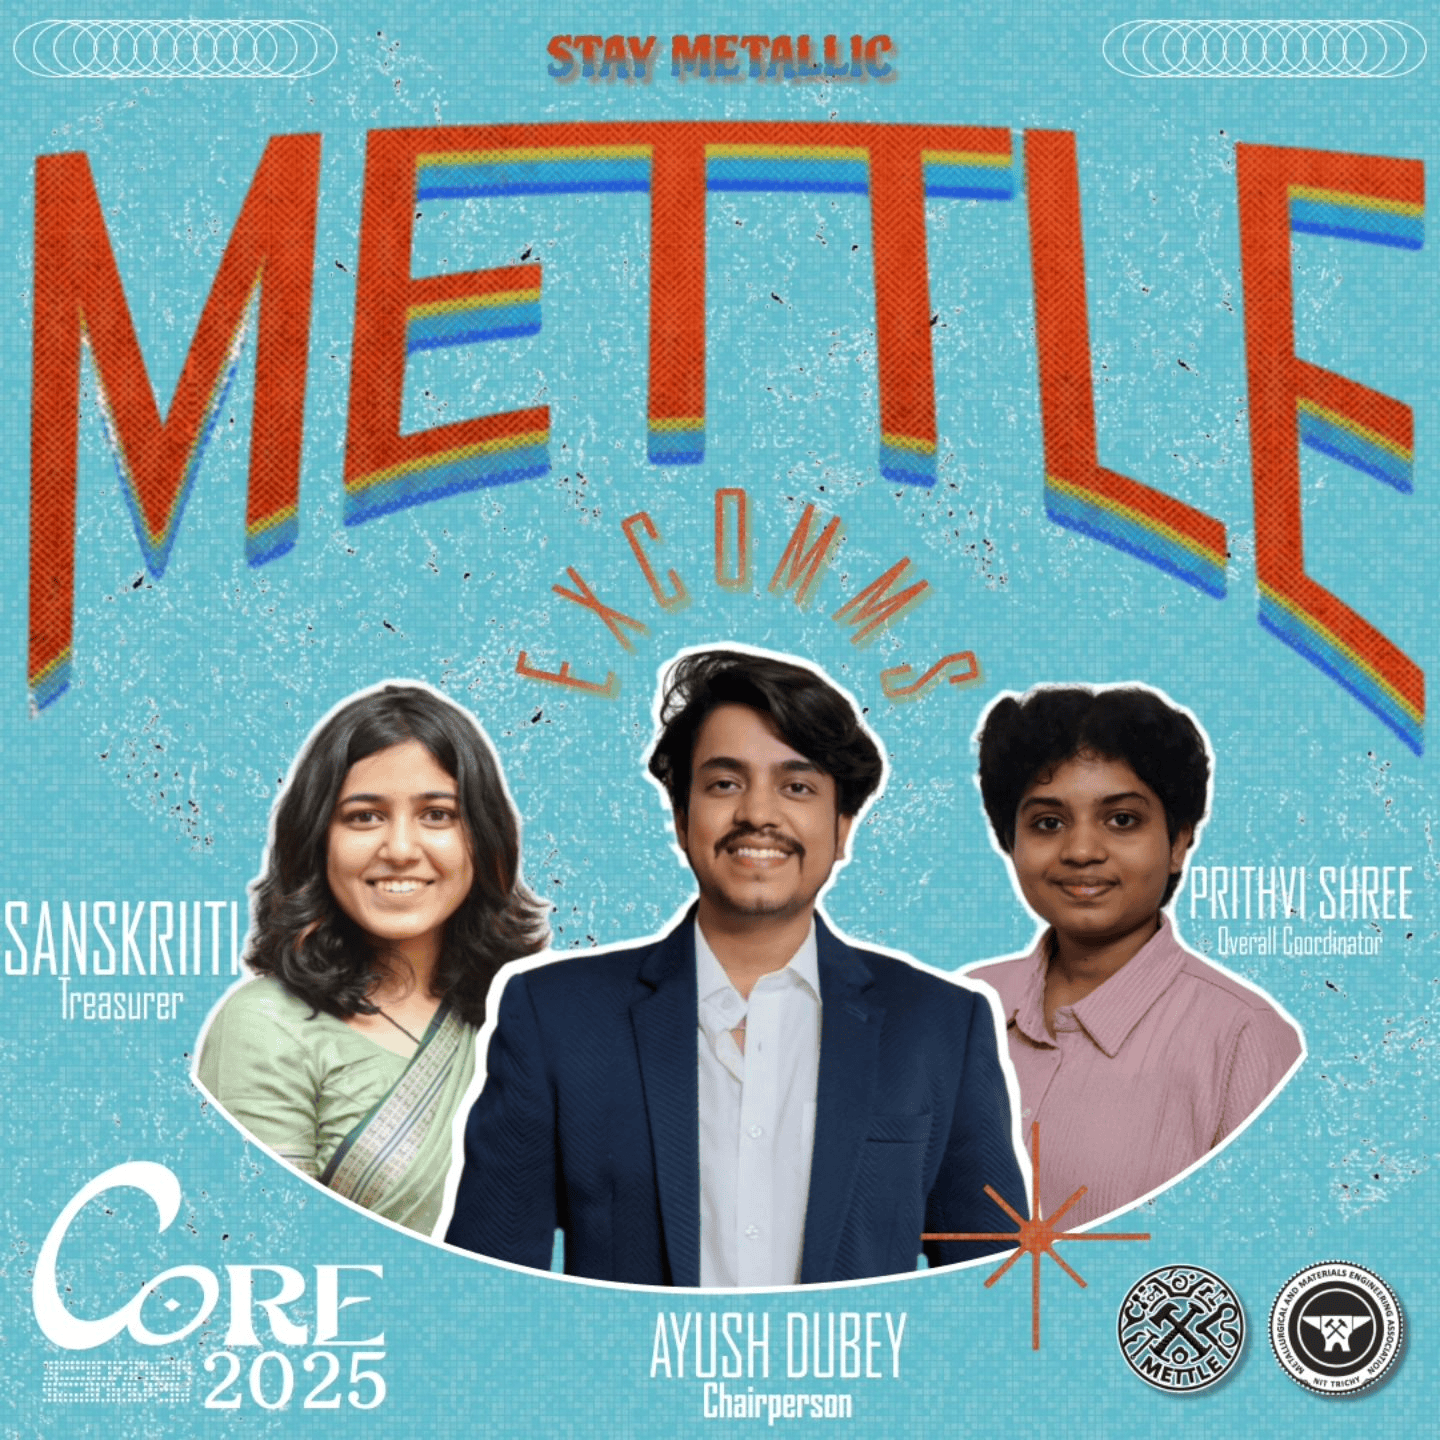 STAY METALLIC
METTLE
EXCOMMS
SANSKRIITI
Treasurer
PRITHVI SHREE
Overall Coordinator
AYUSH DUBEY
Chairperson
CORE
2025
METTLE
METALLURGICAL AND MATERIALS ENGINEERING ASSOCIATION
NIT TRICHY